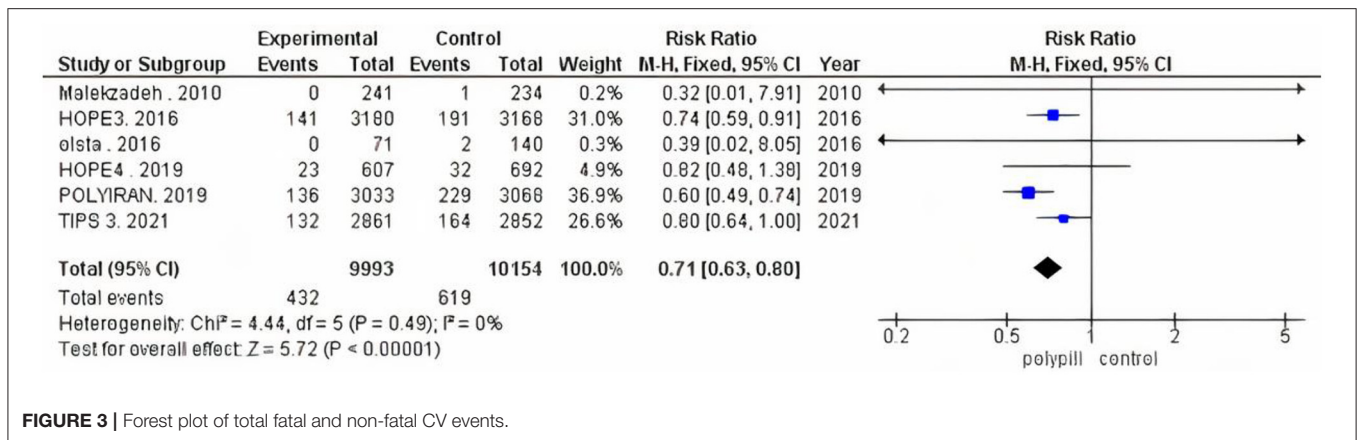 Experimental Control Risk Ratio Risk Ratio
Study or Subgroup Events Total Events Total Weight M-H, Fixed, 95% CI Year M-H, Fixed, 95% CI
Malekzadeh . 2010 0 241 1 234 0.2% 0.32 [0.01, 7.91] 2010
HOPE3. 2016 141 3180 191 3168 31.0% 0.74 [0.59, 0.91] 2016
olsta . 2016 0 71 2 140 0.3% 0.39 [0.02, 8.05] 2016
HOPE4 . 2019 23 607 32 692 4.9% 0.82 [0.48, 1.38] 2019
POLYIRAN. 2019 136 3033 229 3068 36.9% 0.60 [0.49, 0.74] 2019
TIPS 3. 2021 132 2861 164 2852 26.6% 0.80 [0.64, 1.00] 2021
Total (95% CI) 9993 10154 100.0% 0.71 [0.63, 0.80]
Total events 432 619
Heterogeneity: Chi² = 4.44, df = 5 (P = 0.49); I² = 0%
Test for overall effect: Z = 5.72 (P < 0.00001)
0.2 0.5 1 2 5
polypill control
FIGURE 3 | Forest plot of total fatal and non-fatal CV events.